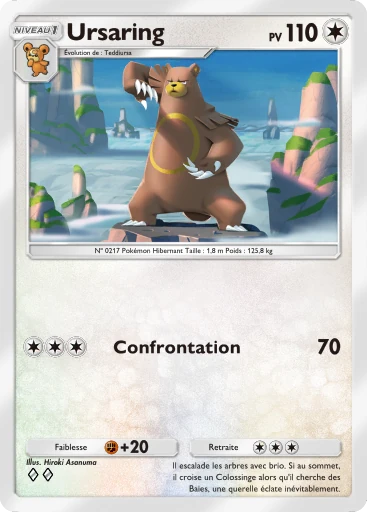 NIVEAU 1
Ursaring
PV 110
Évolution de : Teddiursa
N° 0217 Pokémon Hibernant Taille : 1,8 m Poids : 125,8 kg
Confrontation 70
Faiblesse +20 Retraite
Illus. Hiroki Asanuma
Il escalade les arbres avec brio. Si au sommet,
il croise un Colossinge alors qu'il cherche des
Baies, une querelle éclate inévitablement.